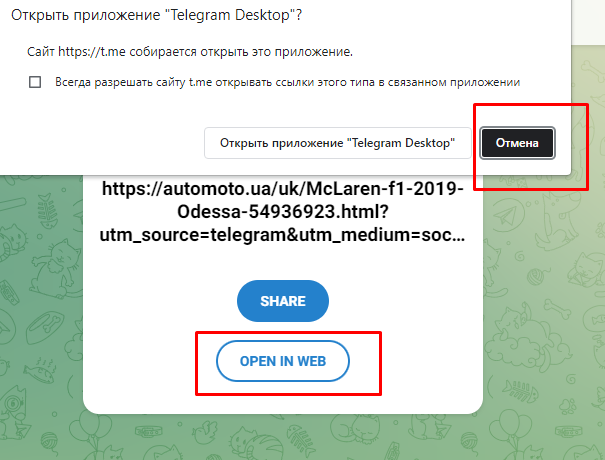 Открыть приложение "Telegram Desktop"?
Сайт https://t.me собирается открыть это приложение.
Всегда разрешать сайту t.me открывать ссылки этого типа в связанном приложении
Открыть приложение "Telegram Desktop"
Отмена
https://automoto.ua/uk/McLaren-f1-2019-
Odessa-54936923.html?
utm_source=telegram&utm_medium=soc...
SHARE
OPEN IN WEB